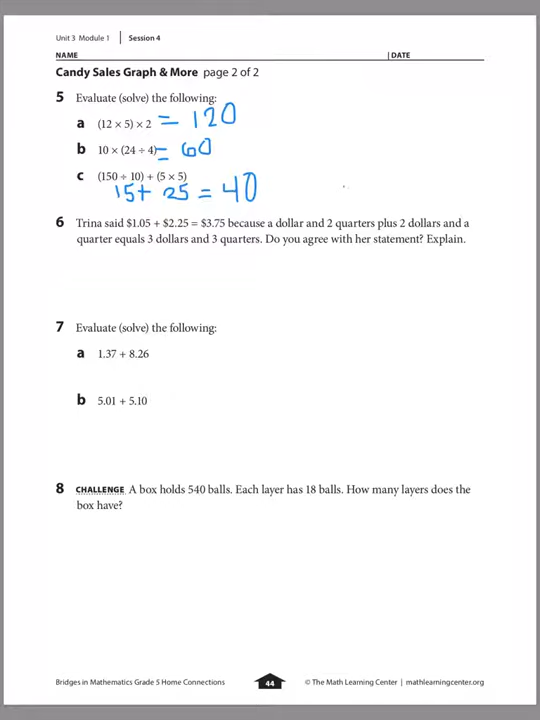 Unit 3 Module 1 | Session 4
NAME | DATE
Candy Sales Graph & More page 2 of 2
5 Evaluate (solve) the following:
a (12 × 5) × 2 = 120
b 10 × (24 ÷ 4) = 60
c (150 ÷ 10) + (5 × 5)
15 + 25 = 40
6 Trina said $1.05 + $2.25 = $3.75 because a dollar and 2 quarters plus 2 dollars and a
quarter equals 3 dollars and 3 quarters. Do you agree with her statement? Explain.
7 Evaluate (solve) the following:
a 1.37 + 8.26
b 5.01 + 5.10
8 CHALLENGE A box holds 540 balls. Each layer has 18 balls. How many layers does the
box have?
Bridges in Mathematics Grade 5 Home Connections 44 © The Math Learning Center | mathlearningcenter.org